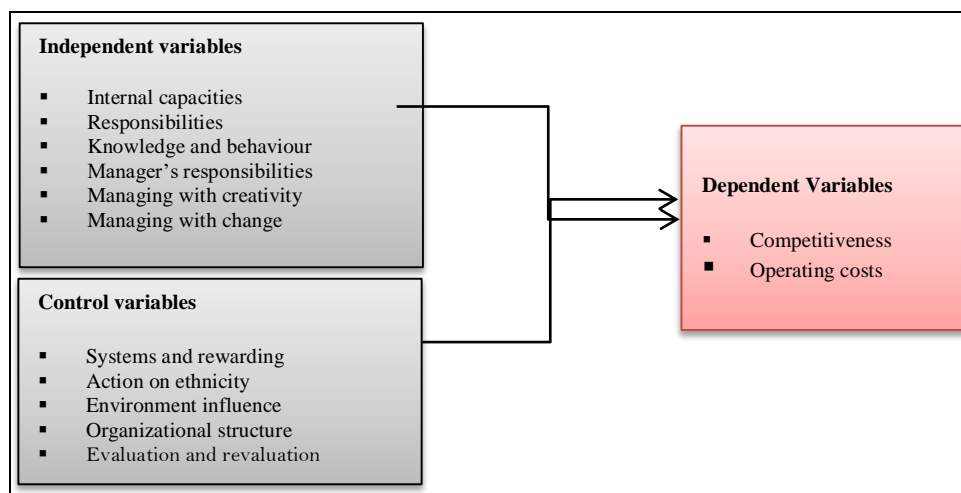 Independent variables
▪ Internal capacities
▪ Responsibilities
▪ Knowledge and behaviour
▪ Manager’s responsibilities
▪ Managing with creativity
▪ Managing with change
Control variables
▪ Systems and rewarding
▪ Action on ethnicity
▪ Environment influence
▪ Organizational structure
▪ Evaluation and revaluation
Dependent Variables
▪ Competitiveness
▪ Operating costs